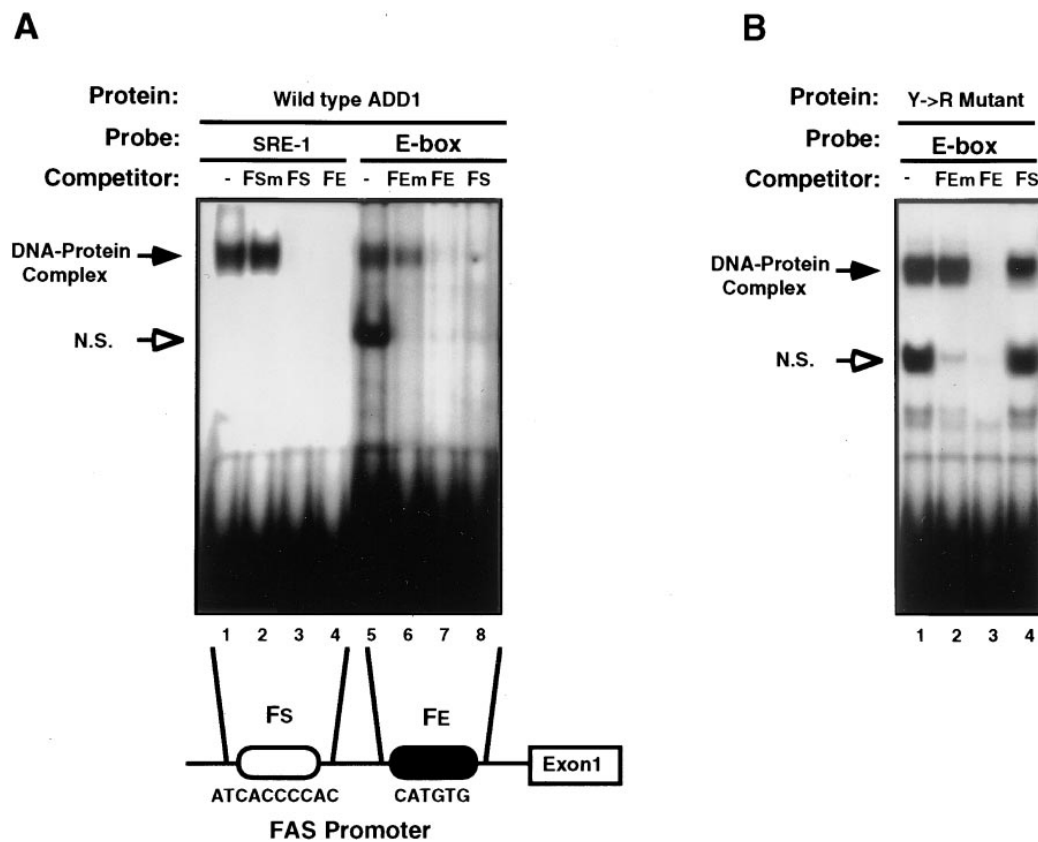 A
B
Protein: Wild type ADD1
Probe: SRE-1 E-box
Competitor: - FSm FS FE - FEm FE FS
DNA-Protein
Complex
N.S.
1 2 3 4 5 6 7 8
FS FE
Exon1
ATCACCCCAC CATGTG
FAS Promoter
Protein: Y->R Mutant
Probe: E-box
Competitor: - FEm FE FS
DNA-Protein
Complex
N.S.
1 2 3 4